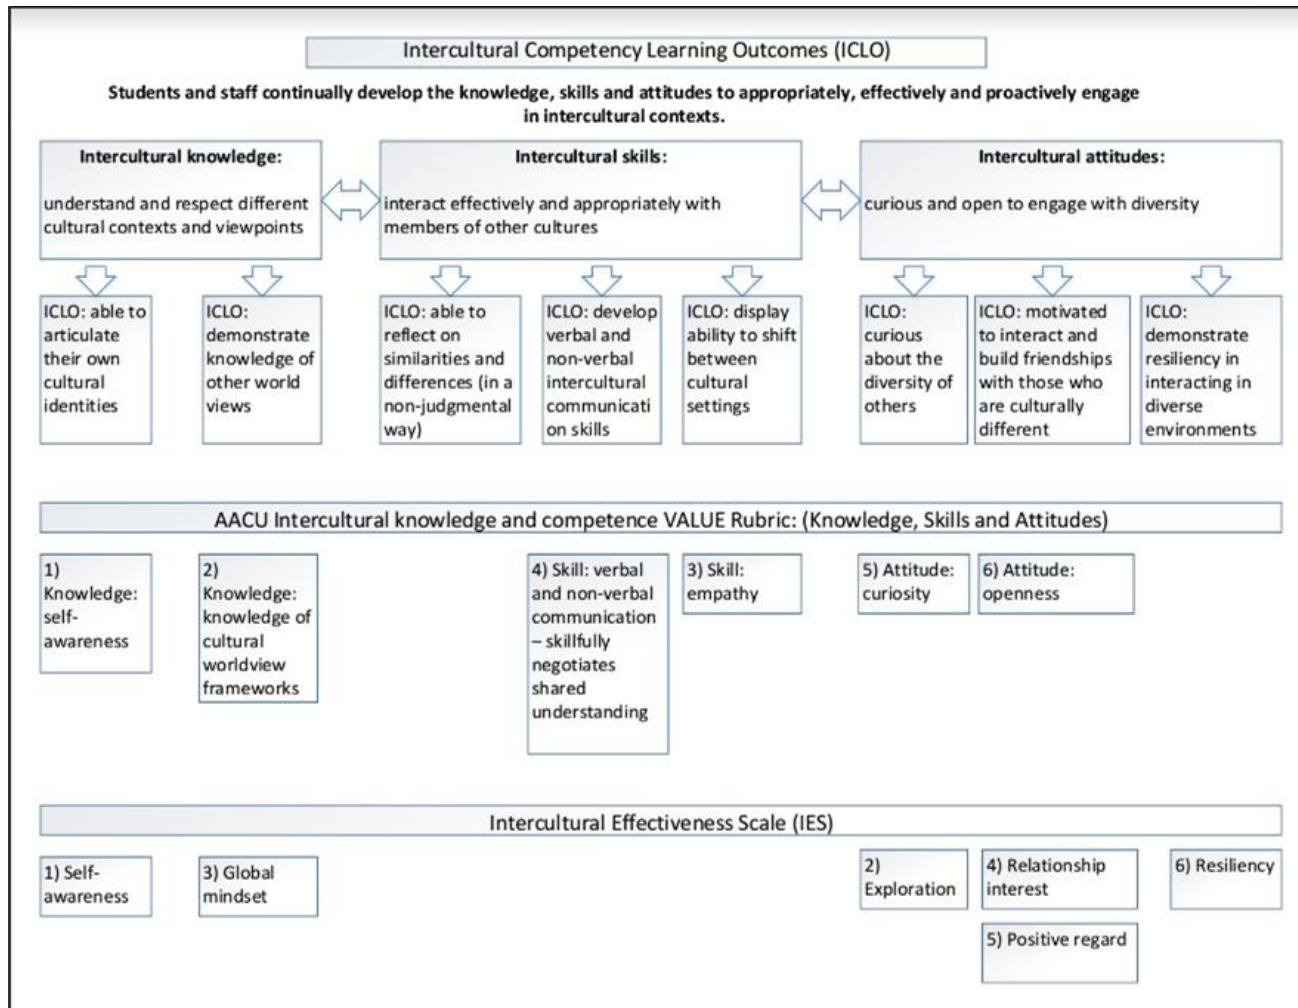 Intercultural Competency Learning Outcomes (ICLO)
Students and staff continually develop the knowledge, skills and attitudes to appropriately, effectively and proactively engage
in intercultural contexts.
Intercultural knowledge:
understand and respect different
cultural contexts and viewpoints
Intercultural skills:
interact effectively and appropriately with
members of other cultures
Intercultural attitudes:
curious and open to engage with diversity
ICLO: able to
articulate
their own
cultural
identities
ICLO:
demonstrate
knowledge of
other world
views
ICLO: able to
reflect on
similarities and
differences (in a
non-judgmental
way)
ICLO: develop
verbal and
non-verbal
intercultural
communicati
on skills
ICLO: display
ability to shift
between
cultural
settings
ICLO:
curious
about the
diversity of
others
ICLO: motivated
to interact and
build friendships
with those who
are culturally
different
ICLO:
demonstrate
resiliency in
interacting in
diverse
environments
AACU Intercultural knowledge and competence VALUE Rubric: (Knowledge, Skills and Attitudes)
1)
Knowledge:
self-
awareness
2)
Knowledge:
knowledge of
cultural
worldview
frameworks
4) Skill: verbal
and non-verbal
communication
– skillfully
negotiates
shared
understanding
3) Skill:
empathy
5) Attitude:
curiosity
6) Attitude:
openness
Intercultural Effectiveness Scale (IES)
1) Self-
awareness
3) Global
mindset
2)
Exploration
4) Relationship
interest
6) Resiliency
5) Positive regard